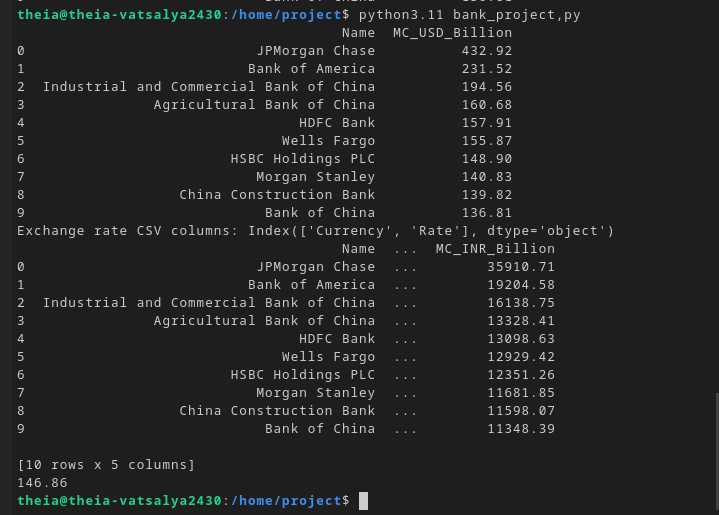 theia@theia-vatsalya2430:/home/project$ python3.11 bank_project,py
Name MC_USD_Billion
0 JPMorgan Chase 432.92
1 Bank of America 231.52
2 Industrial and Commercial Bank of China 194.56
3 Agricultural Bank of China 160.68
4 HDFC Bank 157.91
5 Wells Fargo 155.87
6 HSBC Holdings PLC 148.90
7 Morgan Stanley 140.83
8 China Construction Bank 139.82
9 Bank of China 136.81
Exchange rate CSV columns: Index(['Currency', 'Rate'], dtype='object')
Name ... MC_INR_Billion
0 JPMorgan Chase ... 35910.71
1 Bank of America ... 19204.58
2 Industrial and Commercial Bank of China ... 16138.75
3 Agricultural Bank of China ... 13328.41
4 HDFC Bank ... 13098.63
5 Wells Fargo ... 12929.42
6 HSBC Holdings PLC ... 12351.26
7 Morgan Stanley ... 11681.85
8 China Construction Bank ... 11598.07
9 Bank of China ... 11348.39
[10 rows x 5 columns]
146.86
theia@theia-vatsalya2430:/home/project$